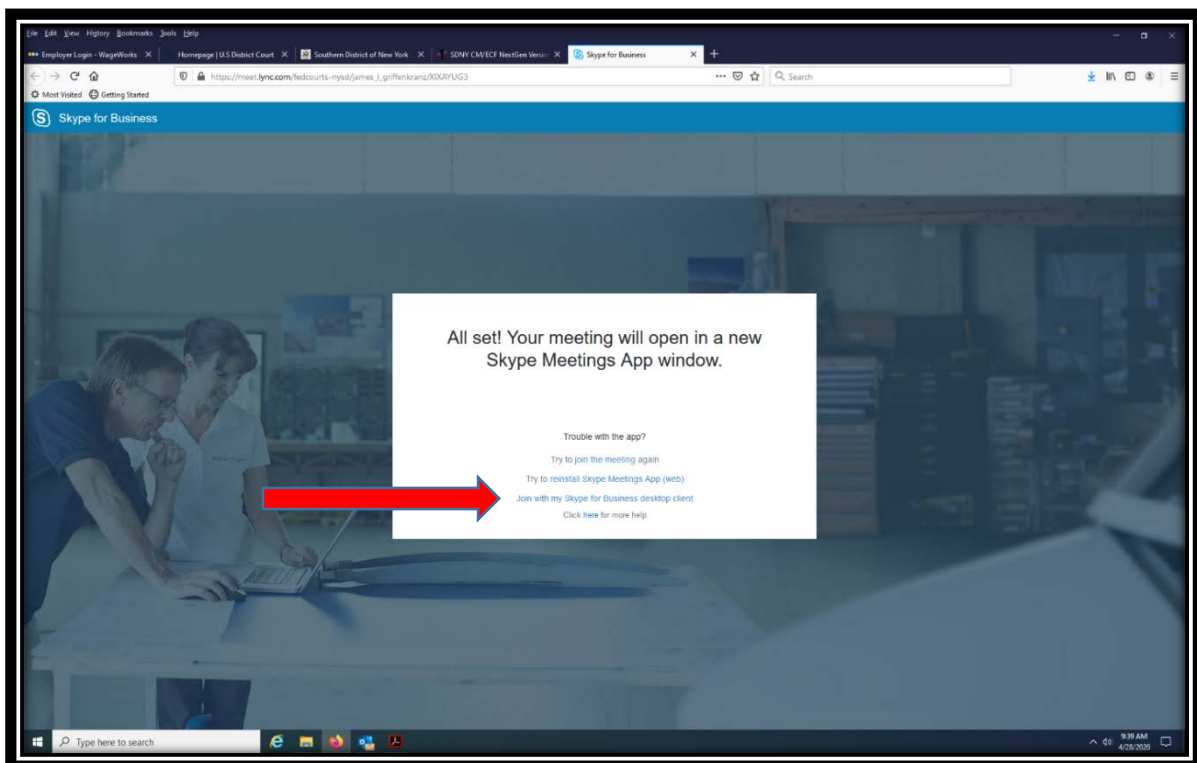 File Edit View History Bookmarks Tools Help
Employer Login - WageWorks
Homepage | U.S District Court
Southern District of New York
SDNY CM/ECF NextGen Versio
Skype for Business
https://meet.lync.com/fedcourts-nysd/james_l_griffenkranz/XIXAYUG3
Search
Most Visited Getting Started
Skype for Business
All set! Your meeting will open in a new
Skype Meetings App window.
Trouble with the app?
Try to join the meeting again
Try to reinstall Skype Meetings App (web)
Join with my Skype for Business desktop client
Click here for more help.
Type here to search
9:39 AM
4/28/2020